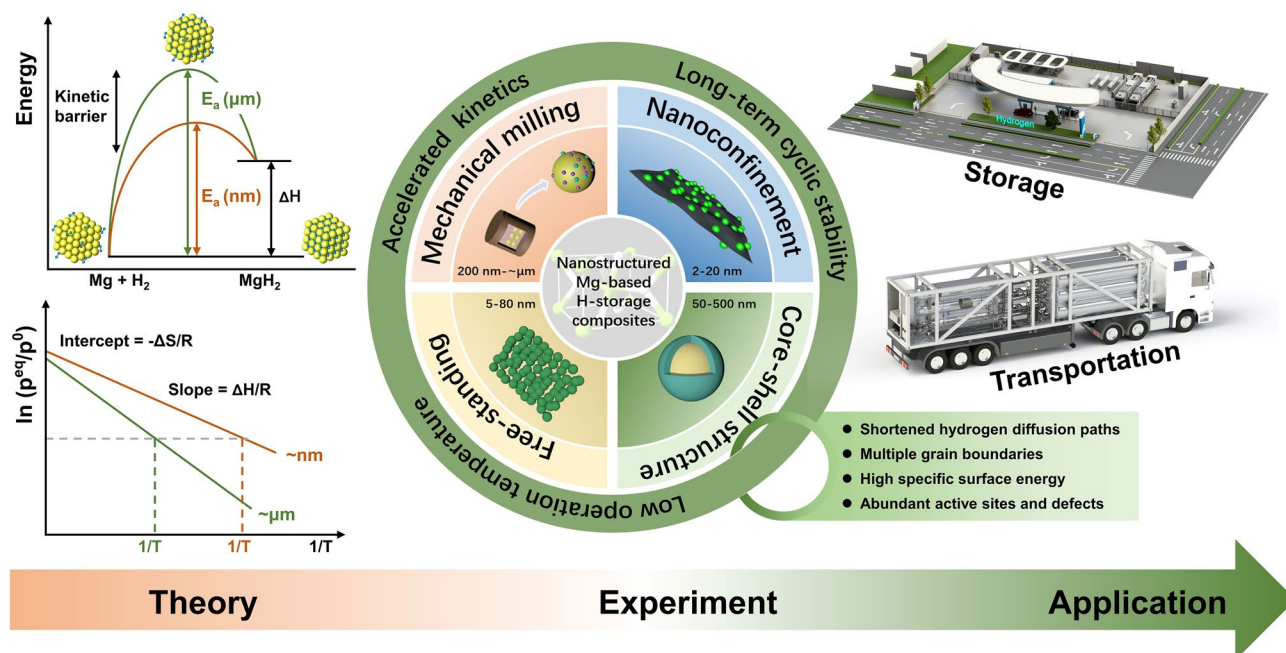 Energy
Kinetic
barrier
Eₐ (μm)
Eₐ (nm)
ΔH
Mg + H₂
MgH₂
ln (p^eq/p⁰)
Intercept = -ΔS/R
Slope = ΔH/R
~nm
~μm
1/T
1/T
1/T
Accelerated kinetics
Long-term cyclic stability
Low operation temperature
Mechanical milling
200 nm-~μm
Nanoconfinement
2-20 nm
Free-standing
5-80 nm
Core-shell structure
50-500 nm
Nanostructured
Mg-based
H-storage
composites
Hydrogen
Storage
Transportation
● Shortened hydrogen diffusion paths
● Multiple grain boundaries
● High specific surface energy
● Abundant active sites and defects
Theory
Experiment
Application